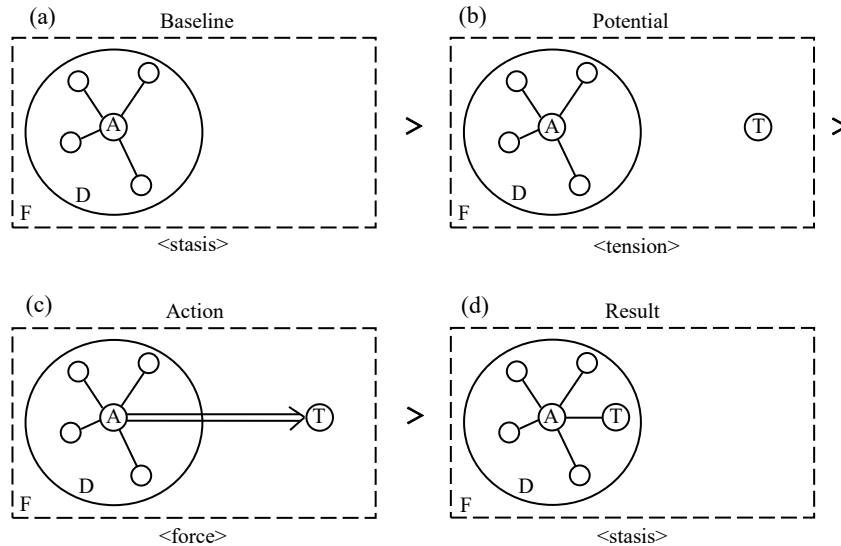 (a) Baseline
A
D
F
<stasis>
>
(b) Potential
A
T
D
F
<tension>
>
(c) Action
A
T
D
F
<force>
>
(d) Result
A
T
D
F
<stasis>